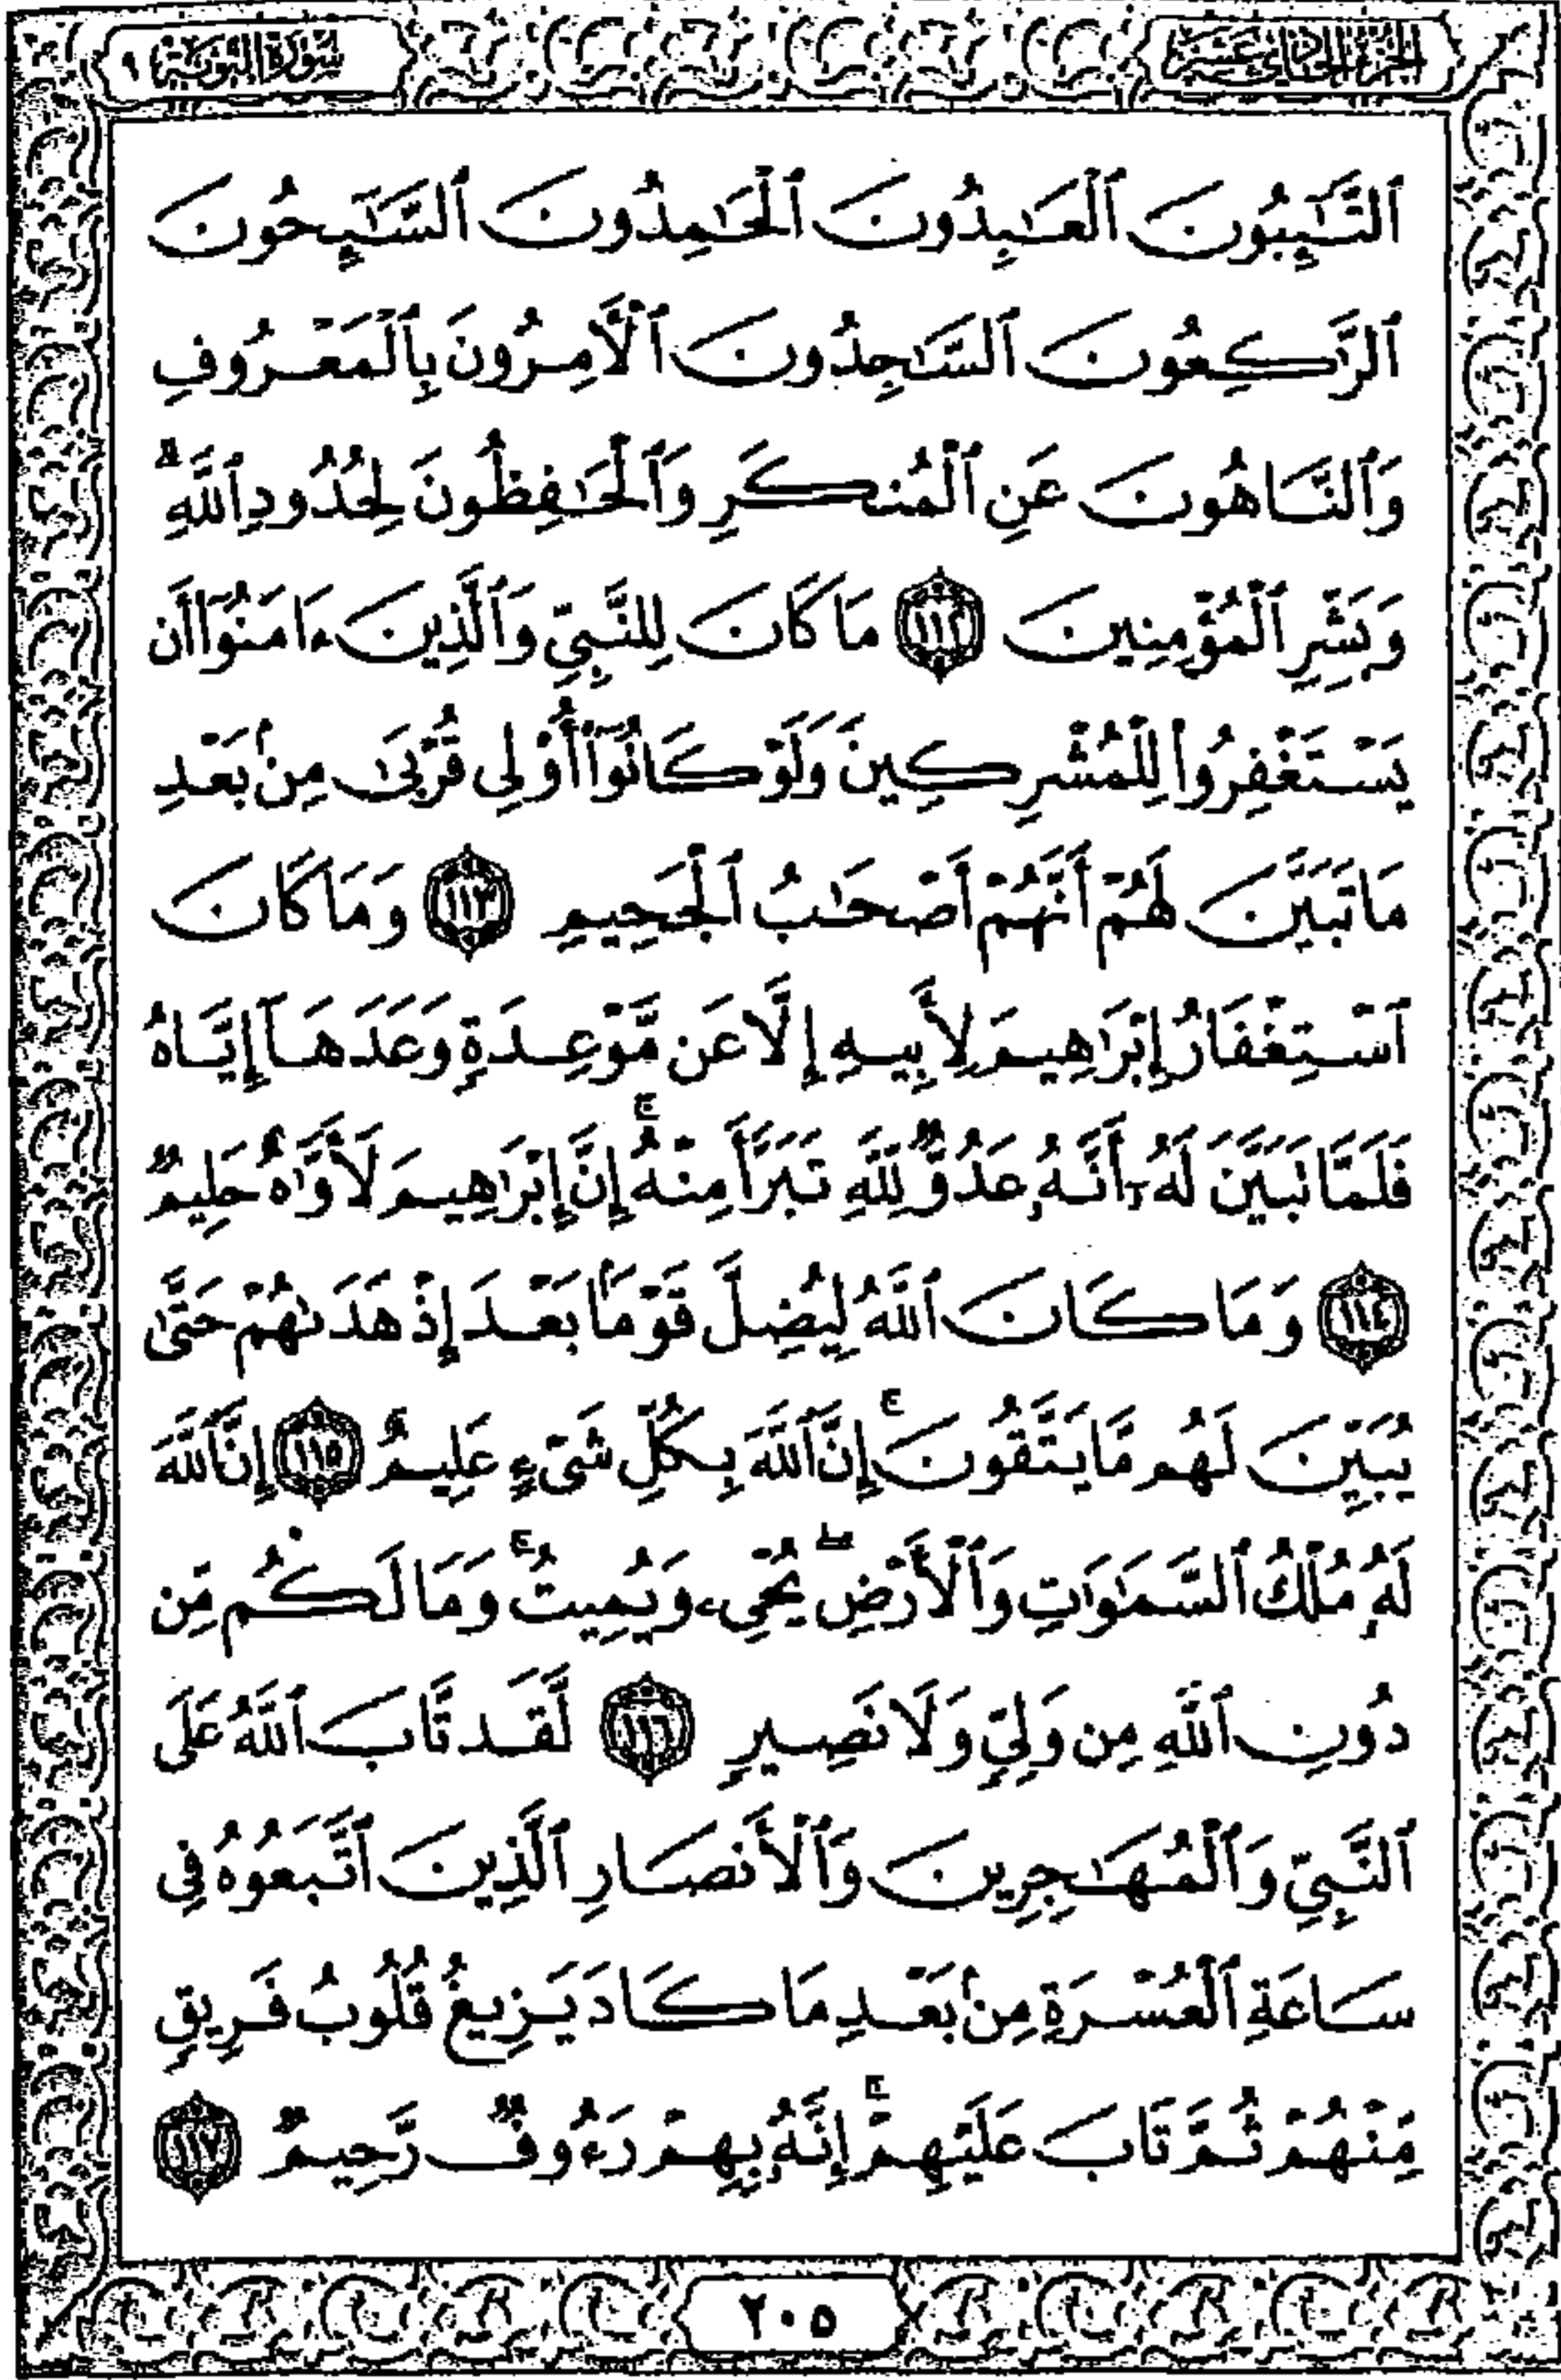 الجزء الحادي عشر
سورة التوبة ٩
ٱلتَّـٰٓئِبُونَ ٱلْعَـٰبِدُونَ ٱلْحَـٰمِدُونَ ٱلسَّـٰٓئِحُونَ
ٱلرَّٰكِعُونَ ٱلسَّـٰجِدُونَ ٱلْـَٔامِرُونَ بِٱلْمَعْرُوفِ
وَٱلنَّاهُونَ عَنِ ٱلْمُنكَرِ وَٱلْحَـٰفِظُونَ لِحُدُودِ ٱللَّهِ ۗ
وَبَشِّرِ ٱلْمُؤْمِنِينَ ١١٢ مَا كَانَ لِلنَّبِىِّ وَٱلَّذِينَ ءَامَنُوٓا۟ أَن
يَسْتَغْفِرُوا۟ لِلْمُشْرِكِينَ وَلَوْ كَانُوٓا۟ أُو۟لِى قُرْبَىٰ مِنۢ بَعْدِ
مَا تَبَيَّنَ لَهُمْ أَنَّهُمْ أَصْحَـٰبُ ٱلْجَحِيمِ ١١٣ وَمَا كَانَ
ٱسْتِغْفَارُ إِبْرَٰهِيمَ لِأَبِيهِ إِلَّا عَن مَّوْعِدَةٍ وَعَدَهَآ إِيَّاهُ
فَلَمَّا تَبَيَّنَ لَهُۥٓ أَنَّهُۥ عَدُوٌّ لِّلَّهِ تَبَرَّأَ مِنْهُ ۚ إِنَّ إِبْرَٰهِيمَ لَأَوَّٰهٌ حَلِيمٌ
١١٤ وَمَا كَانَ ٱللَّهُ لِيُضِلَّ قَوْمًۢا بَعْدَ إِذْ هَدَىٰهُمْ حَتَّىٰ
يُبَيِّنَ لَهُم مَّا يَتَّقُونَ ۚ إِنَّ ٱللَّهَ بِكُلِّ شَىْءٍ عَلِيمٌ ١١٥ إِنَّ ٱللَّهَ
لَهُۥ مُلْكُ ٱلسَّمَـٰوَٰتِ وَٱلْأَرْضِ ۖ يُحْىِۦ وَيُمِيتُ ۚ وَمَا لَكُم مِّن
دُونِ ٱللَّهِ مِن وَلِىٍّ وَلَا نَصِيرٍ ١١٦ لَّقَد تَّابَ ٱللَّهُ عَلَى
ٱلنَّبِىِّ وَٱلْمُهَـٰجِرِينَ وَٱلْأَنصَارِ ٱلَّذِينَ ٱتَّبَعُوهُ فِى
سَاعَةِ ٱلْعُسْرَةِ مِنۢ بَعْدِ مَا كَادَ يَزِيغُ قُلُوبُ فَرِيقٍ
مِّنْهُمْ ثُمَّ تَابَ عَلَيْهِمْ ۚ إِنَّهُۥ بِهِمْ رَءُوفٌ رَّحِيمٌ ١١٧
٢٠٥